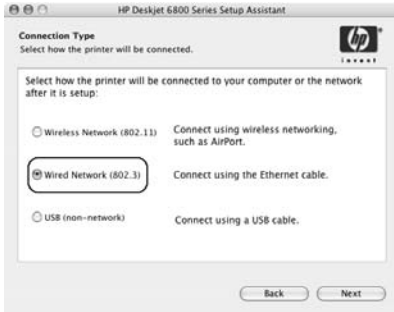 HP Deskjet 6800 Series Setup Assistant
Connection Type
Select how the printer will be connected.
hp
invent
Select how the printer will be connected to your computer or the network
after it is setup:
Wireless Network (802.11)
Connect using wireless networking,
such as AirPort.
Wired Network (802.3)
Connect using the Ethernet cable.
USB (non-network)
Connect using a USB cable.
Back
Next